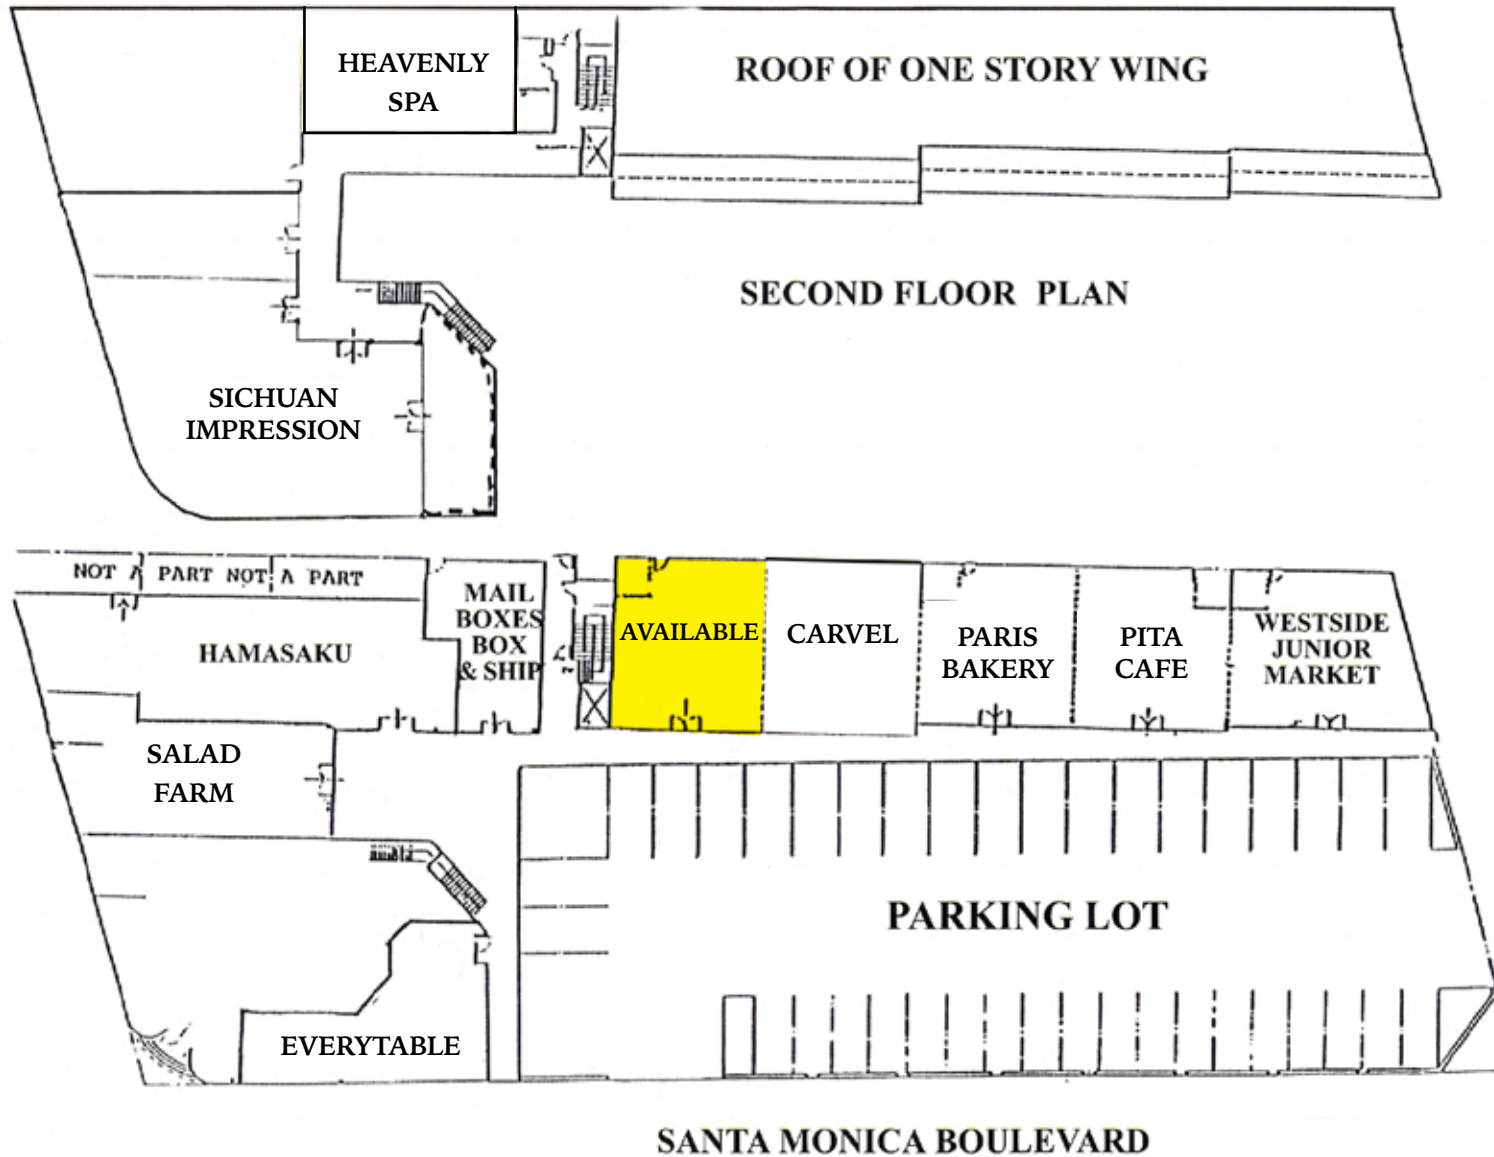 HEAVENLY
SPA
ROOF OF ONE STORY WING
SECOND FLOOR PLAN
SICHUAN
IMPRESSION
NOT A PART NOT A PART
MAIL
BOXES
BOX
& SHIP
HAMASAKU
AVAILABLE
CARVEL
PARIS
BAKERY
PITA
CAFE
WESTSIDE
JUNIOR
MARKET
SALAD
FARM
PARKING LOT
EVERYTABLE
SANTA MONICA BOULEVARD